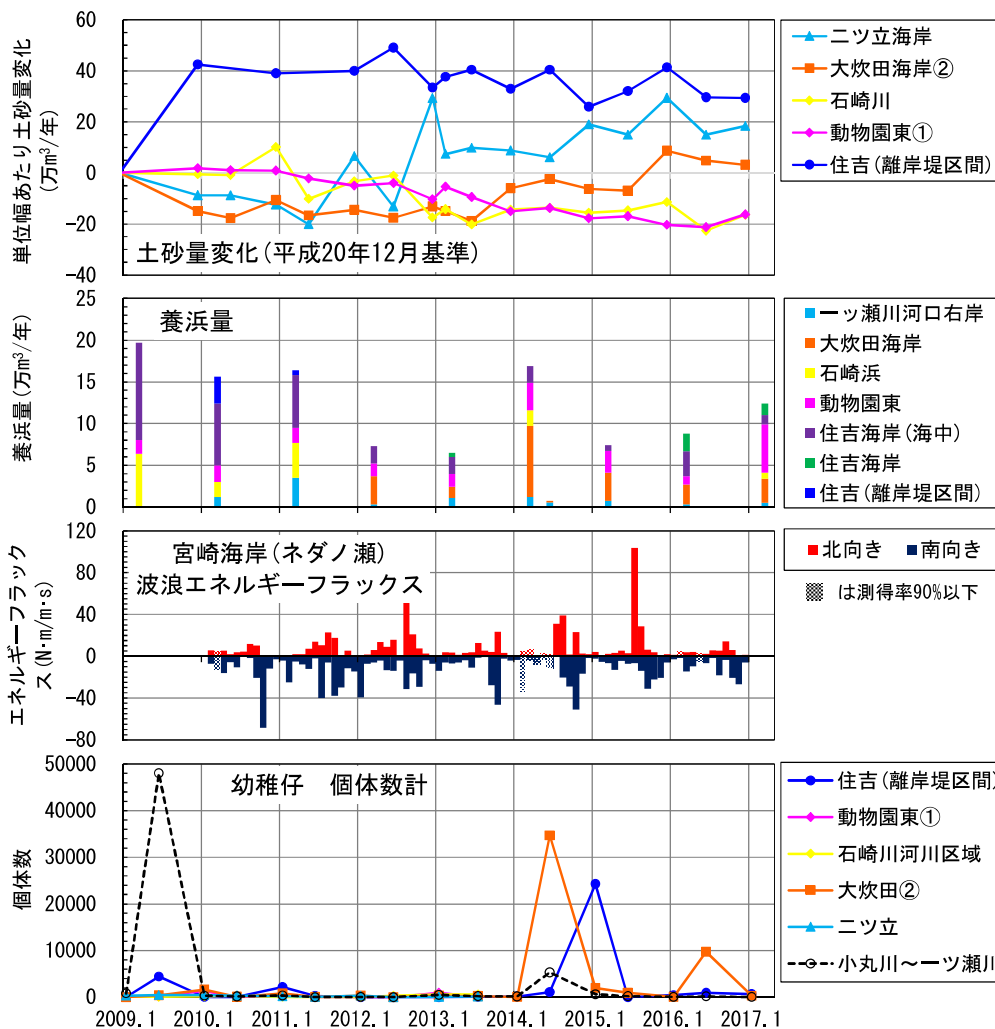 単位幅あたり土砂量変化
(万m³/年)
60
40
20
0
−20
−40
土砂量変化(平成20年12月基準)
二ツ立海岸
大炊田海岸②
石崎川
動物園東①
住吉(離岸堤区間)
養浜量(万m³/年)
25
20
15
10
5
0
養浜量
一ッ瀬川河口右岸
大炊田海岸
石崎浜
動物園東
住吉海岸(海中)
住吉海岸
住吉(離岸堤区間)
エネルギーフラック
ス(N·m/m·s)
120
80
40
0
−40
−80
宮崎海岸(ネダノ瀬)
波浪エネルギーフラックス
北向き
南向き
は測得率90%以下
個体数
50000
40000
30000
20000
10000
0
幼稚仔 個体数計
住吉(離岸堤区間)
動物園東①
石崎川河川区域
大炊田②
二ツ立
小丸川～一ツ瀬川
2009.1 2010.1 2011.1 2012.1 2013.1 2014.1 2015.1 2016.1 2017.1